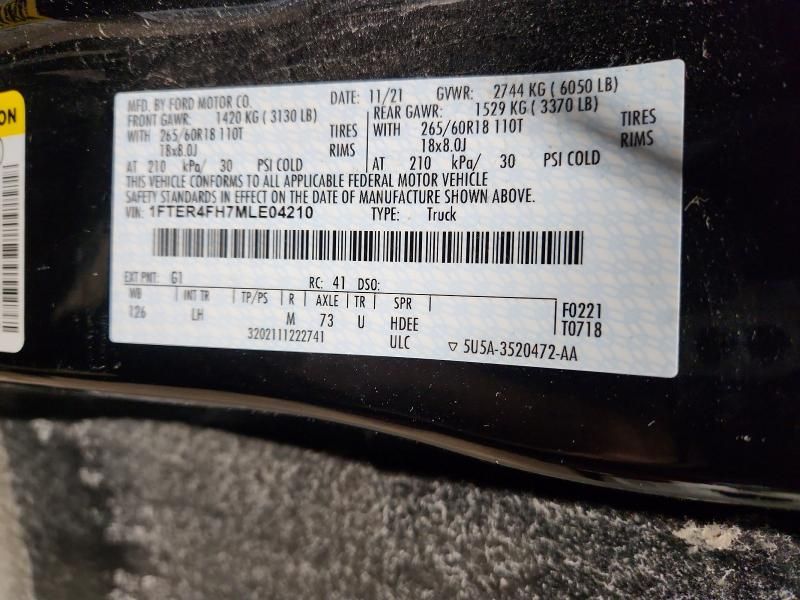 ON
MFD. BY FORD MOTOR CO. DATE: 11/21 GVWR: 2744 KG ( 6050 LB)
FRONT GAWR: 1420 KG ( 3130 LB) REAR GAWR: 1529 KG ( 3370 LB)
WITH 265/60R18 110T TIRES WITH 265/60R18 110T TIRES
18x8.0J RIMS 18x8.0J RIMS
AT 210 kPa/ 30 PSI COLD AT 210 kPa/ 30 PSI COLD
THIS VEHICLE CONFORMS TO ALL APPLICABLE FEDERAL MOTOR VEHICLE
SAFETY STANDARDS IN EFFECT ON THE DATE OF MANUFACTURE SHOWN ABOVE.
VIN: 1FTER4FH7MLE04210 TYPE: Truck
EXT PNT: G1 RC: 41 DSO:
WB INT TR TP/PS R AXLE TR SPR F0221
126 LH M 73 U HDEE T0718
3202111222741 ULC ▽ 5U5A-3520472-AA